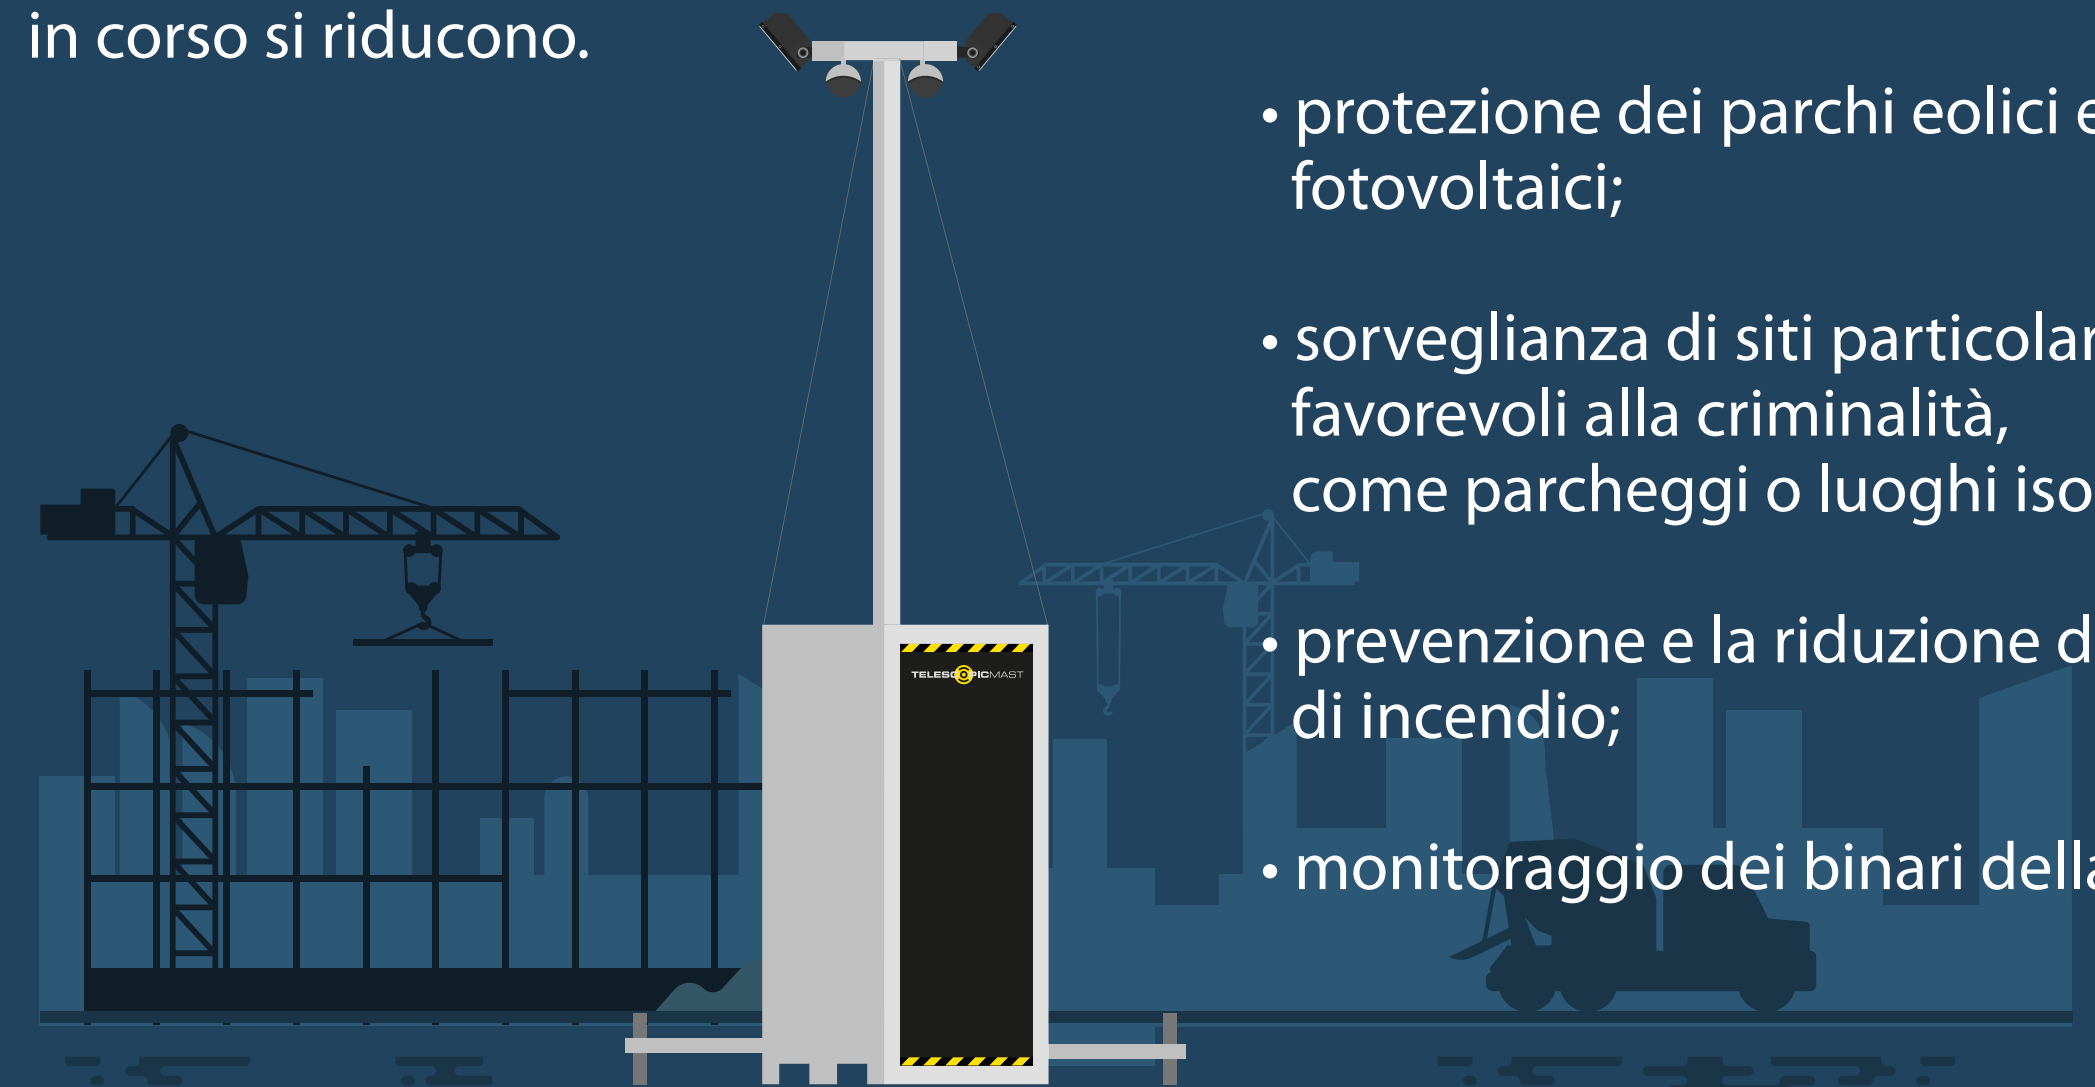 in corso si riducono.
• protezione dei parchi eolici e
fotovoltaici;
• sorveglianza di siti particolar
favorevoli alla criminalità,
come parcheggi o luoghi iso
• prevenzione e la riduzione d
di incendio;
• monitoraggio dei binari della
TELESCOPICMAST